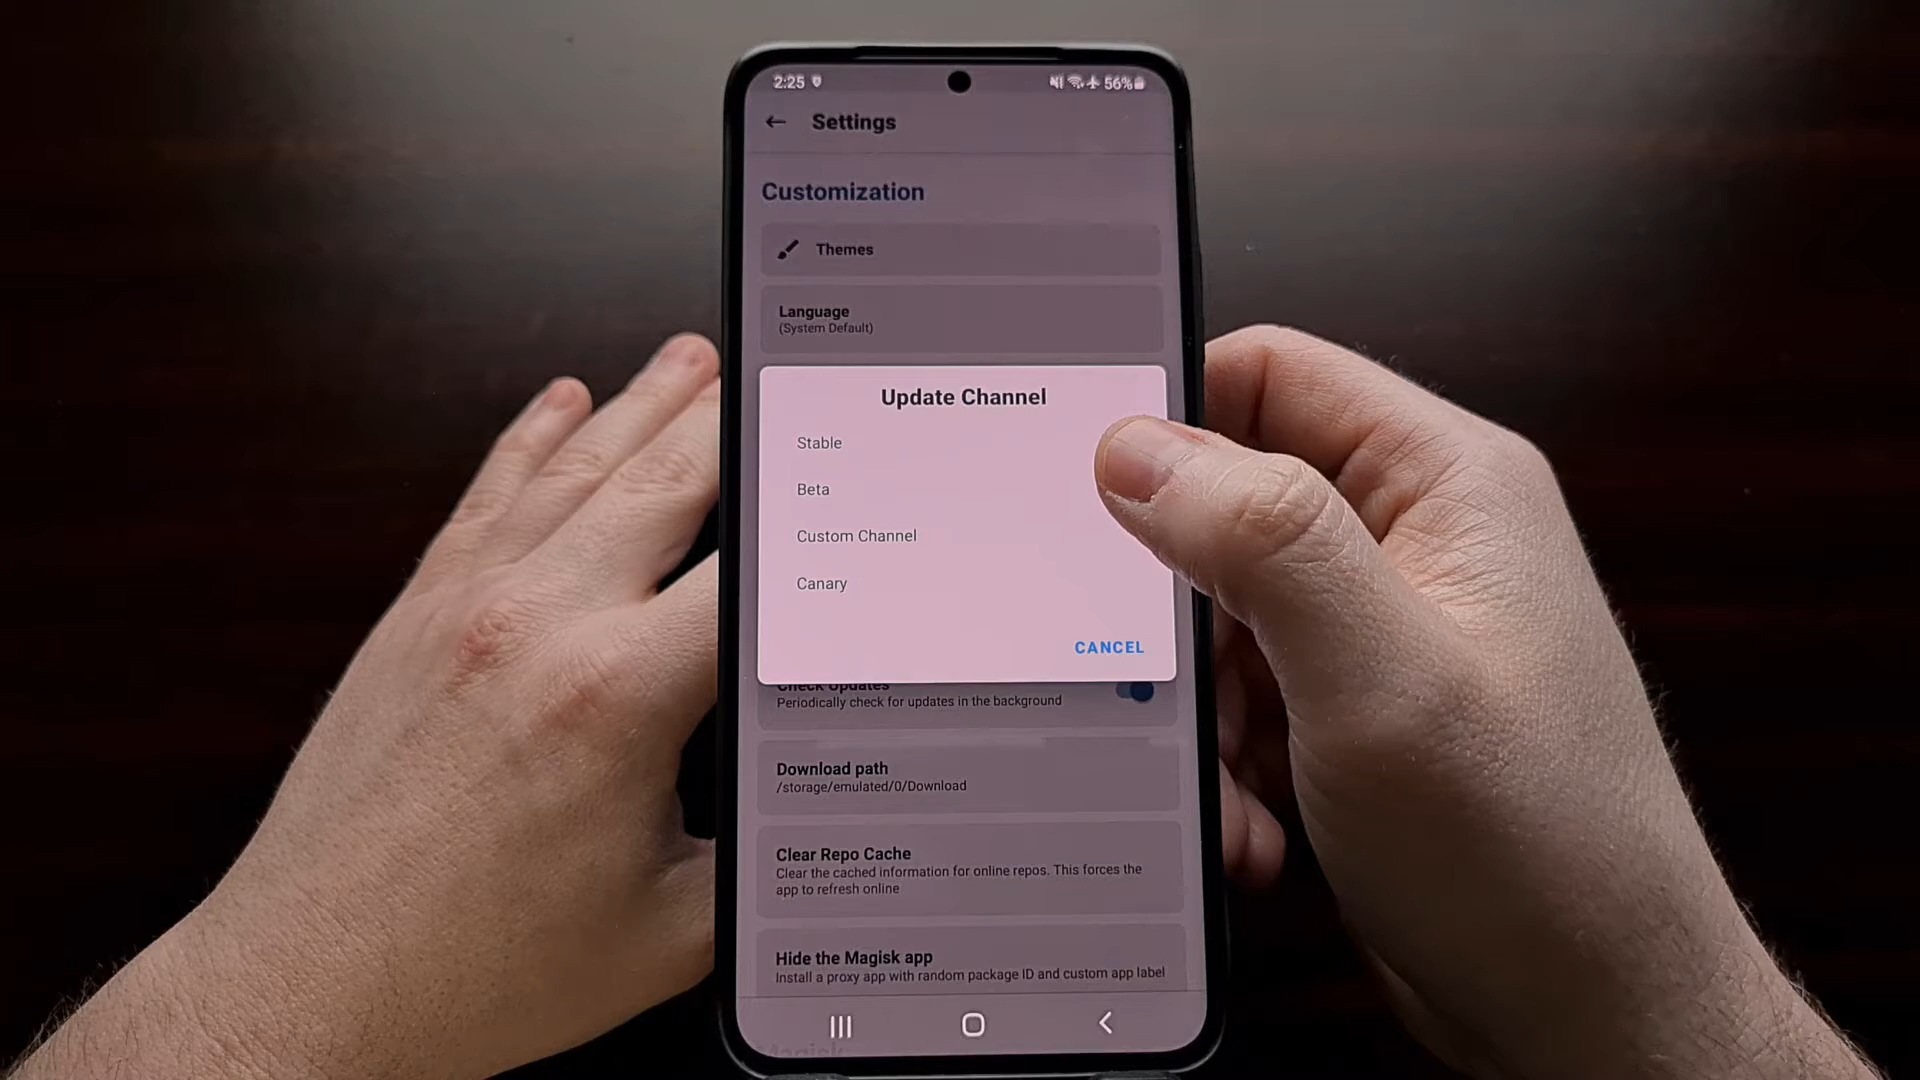 2:25
56%
Settings
Customization
Themes
Language
(System Default)
Update Channel
Stable
Beta
Custom Channel
Canary
CANCEL
Check Updates
Periodically check for updates in the background
Download path
/storage/emulated/0/Download
Clear Repo Cache
Clear the cached information for online repos. This forces the
app to refresh online
Hide the Magisk app
Install a proxy app with random package ID and custom app label
Magisk